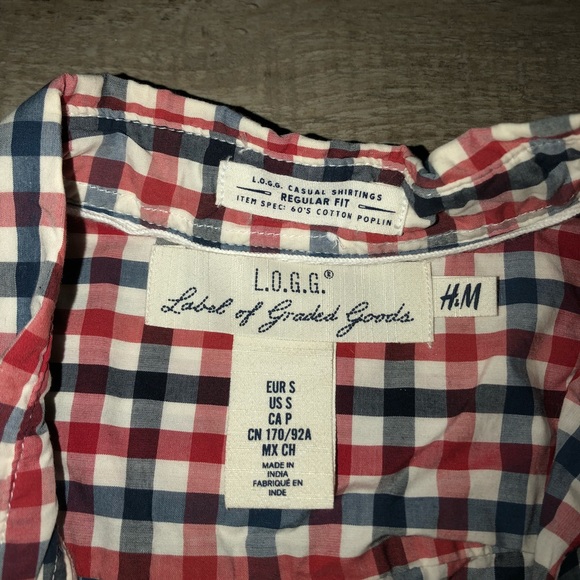 L.O.G.G. CASUAL SHIRTINGS
REGULAR FIT
ITEM SPEC: 60'S COTTON POPLIN
L.O.G.G.®
Label of Graded Goods
H&M
EUR S
US S
CA P
CN 170/92A
MX CH
MADE IN
INDIA
FABRIQUÉ EN
INDE